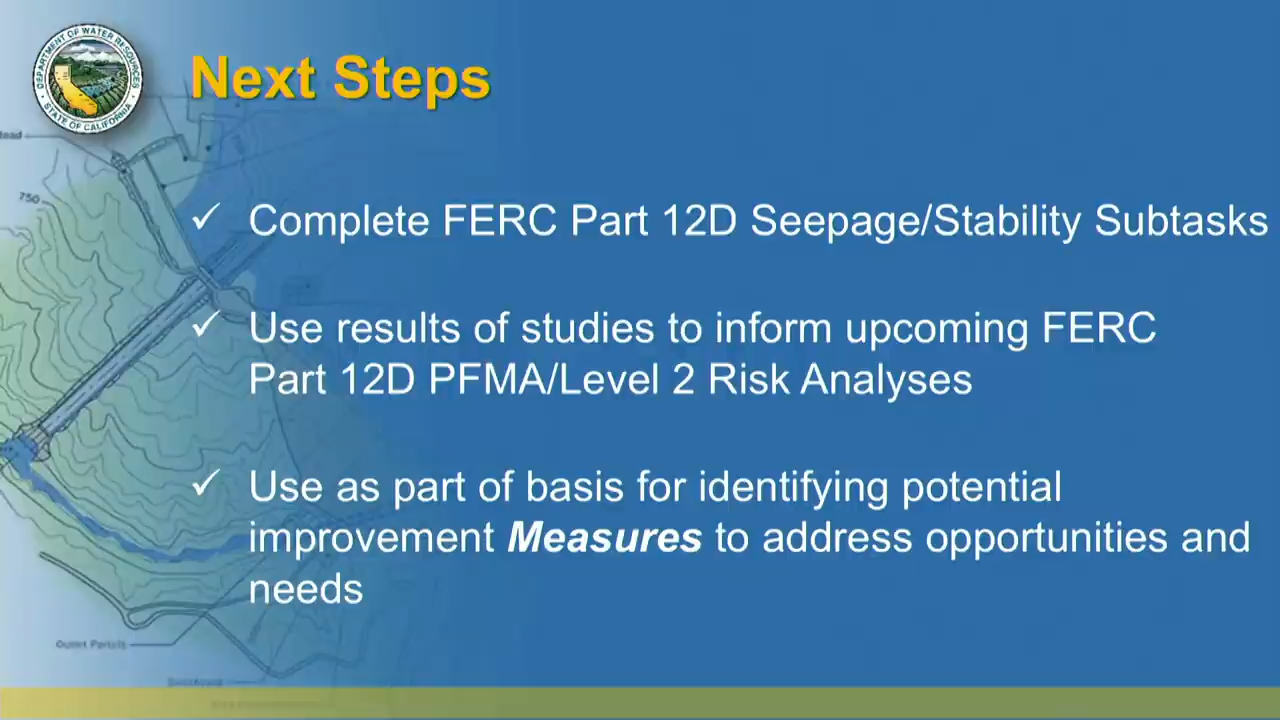 DEPARTMENT OF WATER RESOURCES
STATE OF CALIFORNIA
Next Steps
750
✓ Complete FERC Part 12D Seepage/Stability Subtasks
✓ Use results of studies to inform upcoming FERC
Part 12D PFMA/Level 2 Risk Analyses
✓ Use as part of basis for identifying potential
improvement Measures to address opportunities and
needs
Outlet Portals